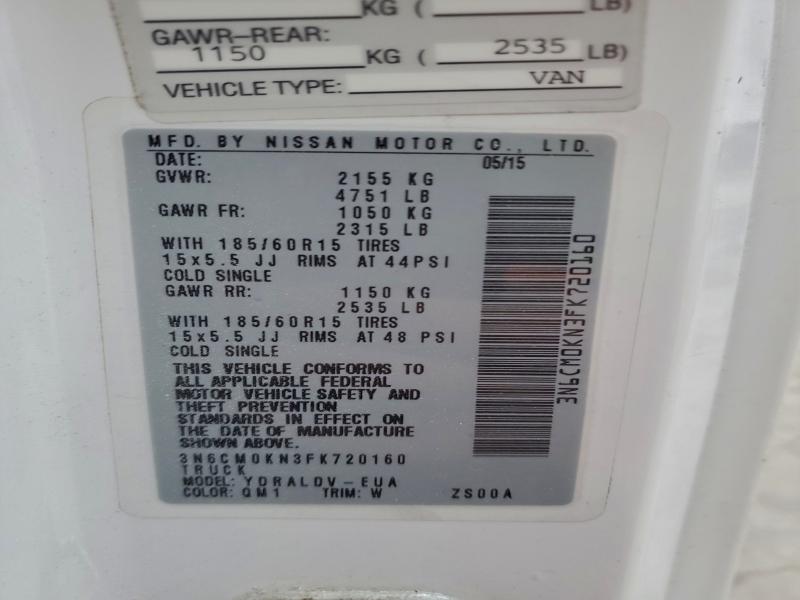 KG ( LB)
GAWR-REAR:
1150 KG ( 2535 LB)
VEHICLE TYPE: VAN
MFD. BY NISSAN MOTOR CO., LTD.
DATE: 05/15
GVWR: 2155 KG
4751 LB
GAWR FR: 1050 KG
2315 LB
WITH 185/60R15 TIRES
15x5.5 JJ RIMS AT 44PSI
COLD SINGLE
GAWR RR: 1150 KG
2535 LB
WITH 185/60R15 TIRES
15x5.5 JJ RIMS AT 48 PSI
COLD SINGLE
THIS VEHICLE CONFORMS TO
ALL APPLICABLE FEDERAL
MOTOR VEHICLE SAFETY AND
THEFT PREVENTION
STANDARDS IN EFFECT ON
THE DATE OF MANUFACTURE
SHOWN ABOVE.
3N6CM0KN3FK720160
TRUCK
MODEL: YDRALDV-EUA
COLOR: QM1 TRIM: W ZS00A
3N6CM0KN3FK720160